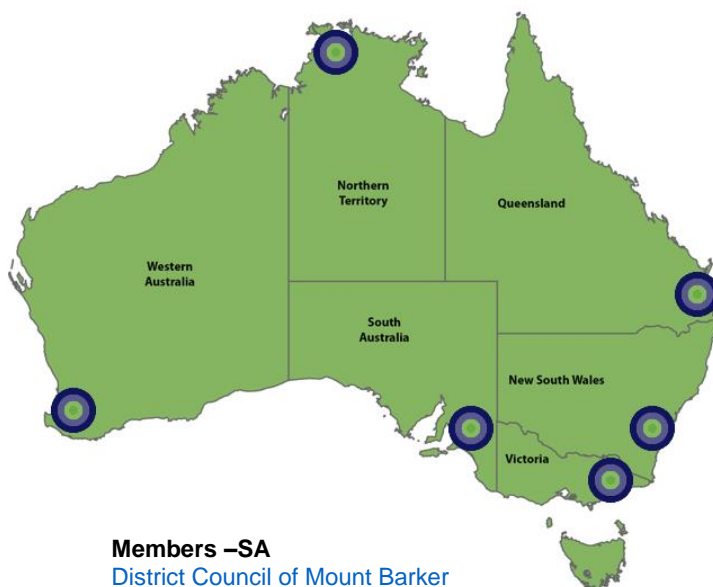 Northern
Territory
Queensland
Western
Australia
South
Australia
New South Wales
Victoria
Members –SA
District Council of Mount Barker